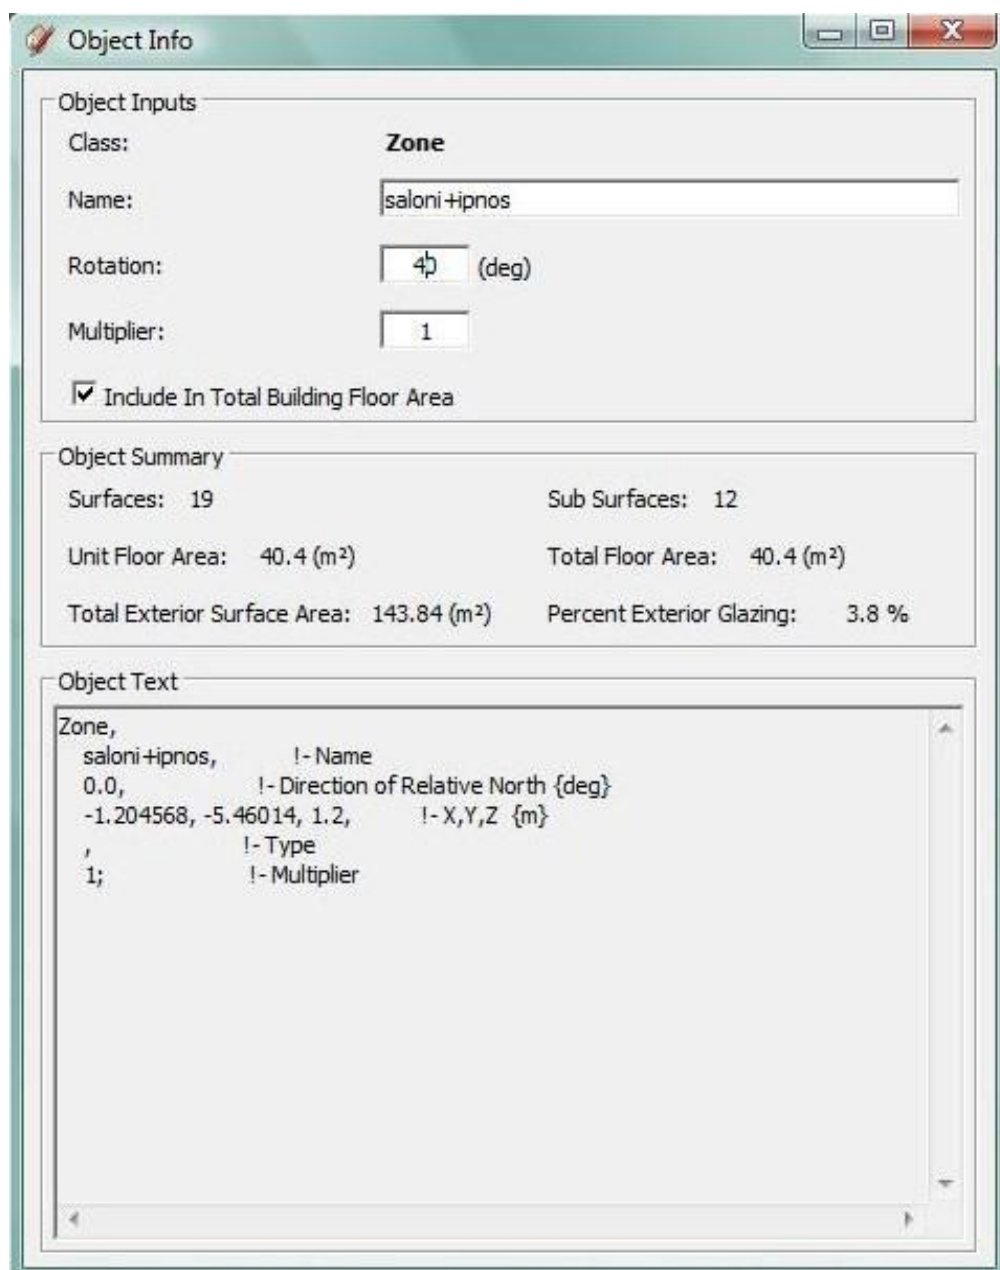 Object Info
Object Inputs
Class: Zone
Name: saloni+ipnos
Rotation: 40 (deg)
Multiplier: 1
Include In Total Building Floor Area
Object Summary
Surfaces: 19 Sub Surfaces: 12
Unit Floor Area: 40.4 (m²) Total Floor Area: 40.4 (m²)
Total Exterior Surface Area: 143.84 (m²) Percent Exterior Glazing: 3.8 %
Object Text
Zone,
saloni+ipnos, !- Name
0.0, !- Direction of Relative North {deg}
-1.204568, -5.46014, 1.2, !- X,Y,Z {m}
, !- Type
1; !- Multiplier